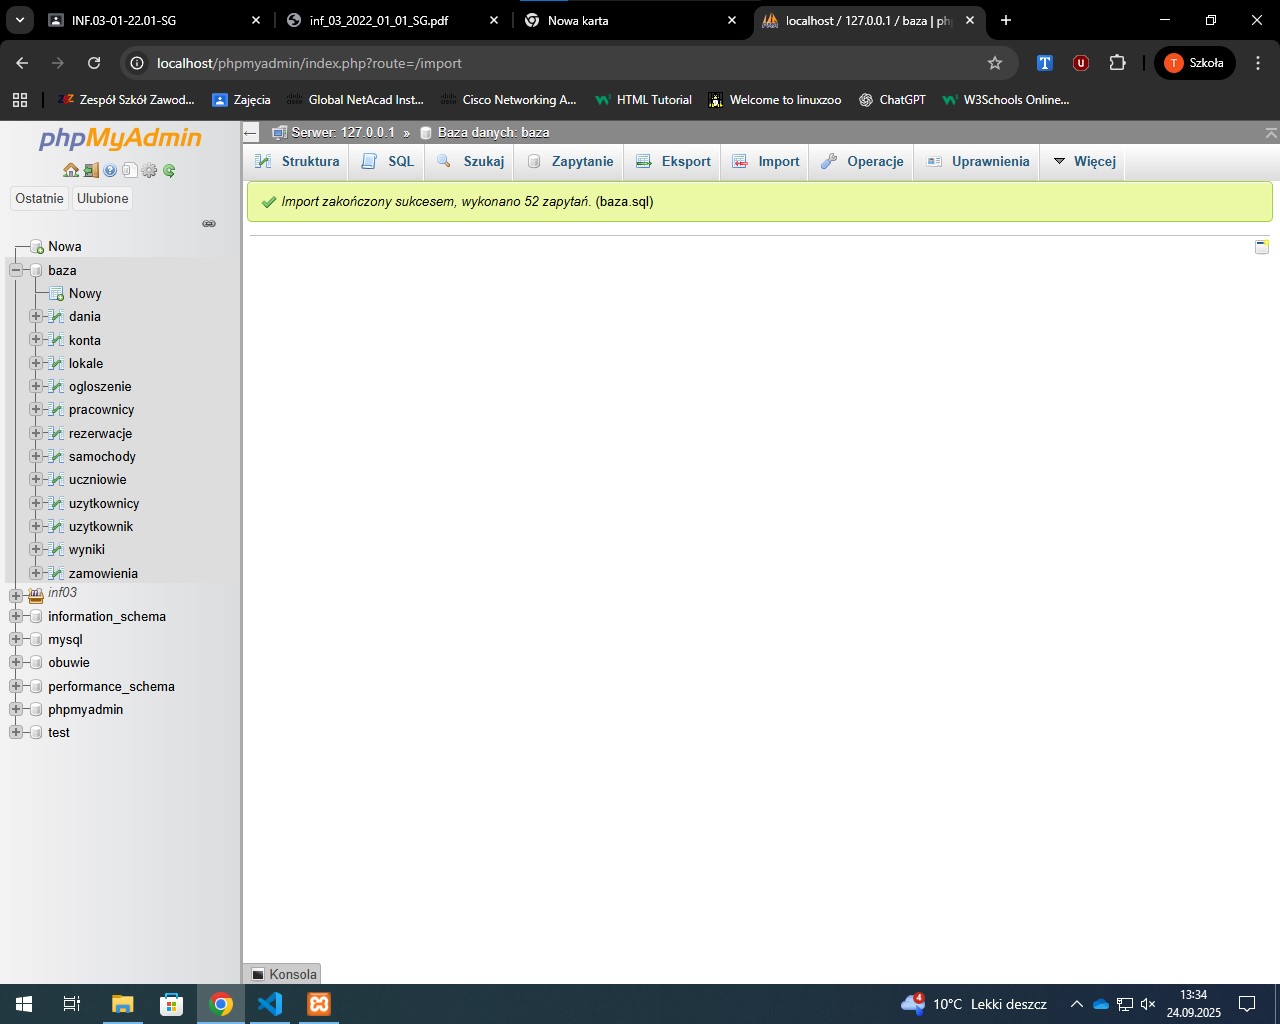 INF.03-01-22.01-SG
inf_03_2022_01_01_SG.pdf
Nowa karta
localhost / 127.0.0.1 / baza | ph
localhost/phpmyadmin/index.php?route=/import
T Szkoła
Zespół Szkół Zawod...
Zajęcia
Global NetAcad Inst...
Cisco Networking A...
HTML Tutorial
Welcome to linuxzoo
ChatGPT
W3Schools Online...
phpMyAdmin
Ostatnie Ulubione
Nowa
baza
Nowy
dania
konta
lokale
ogloszenie
pracownicy
rezerwacje
samochody
uczniowie
uzytkownicy
uzytkownik
wyniki
zamowienia
inf03
information_schema
mysql
obuwie
performance_schema
phpmyadmin
test
Serwer: 127.0.0.1 » Baza danych: baza
Struktura SQL Szukaj Zapytanie Eksport Import Operacje Uprawnienia Więcej
Import zakończony sukcesem, wykonano 52 zapytań. (baza.sql)
Konsola
4
10°C Lekki deszcz
13:34
24.09.2025